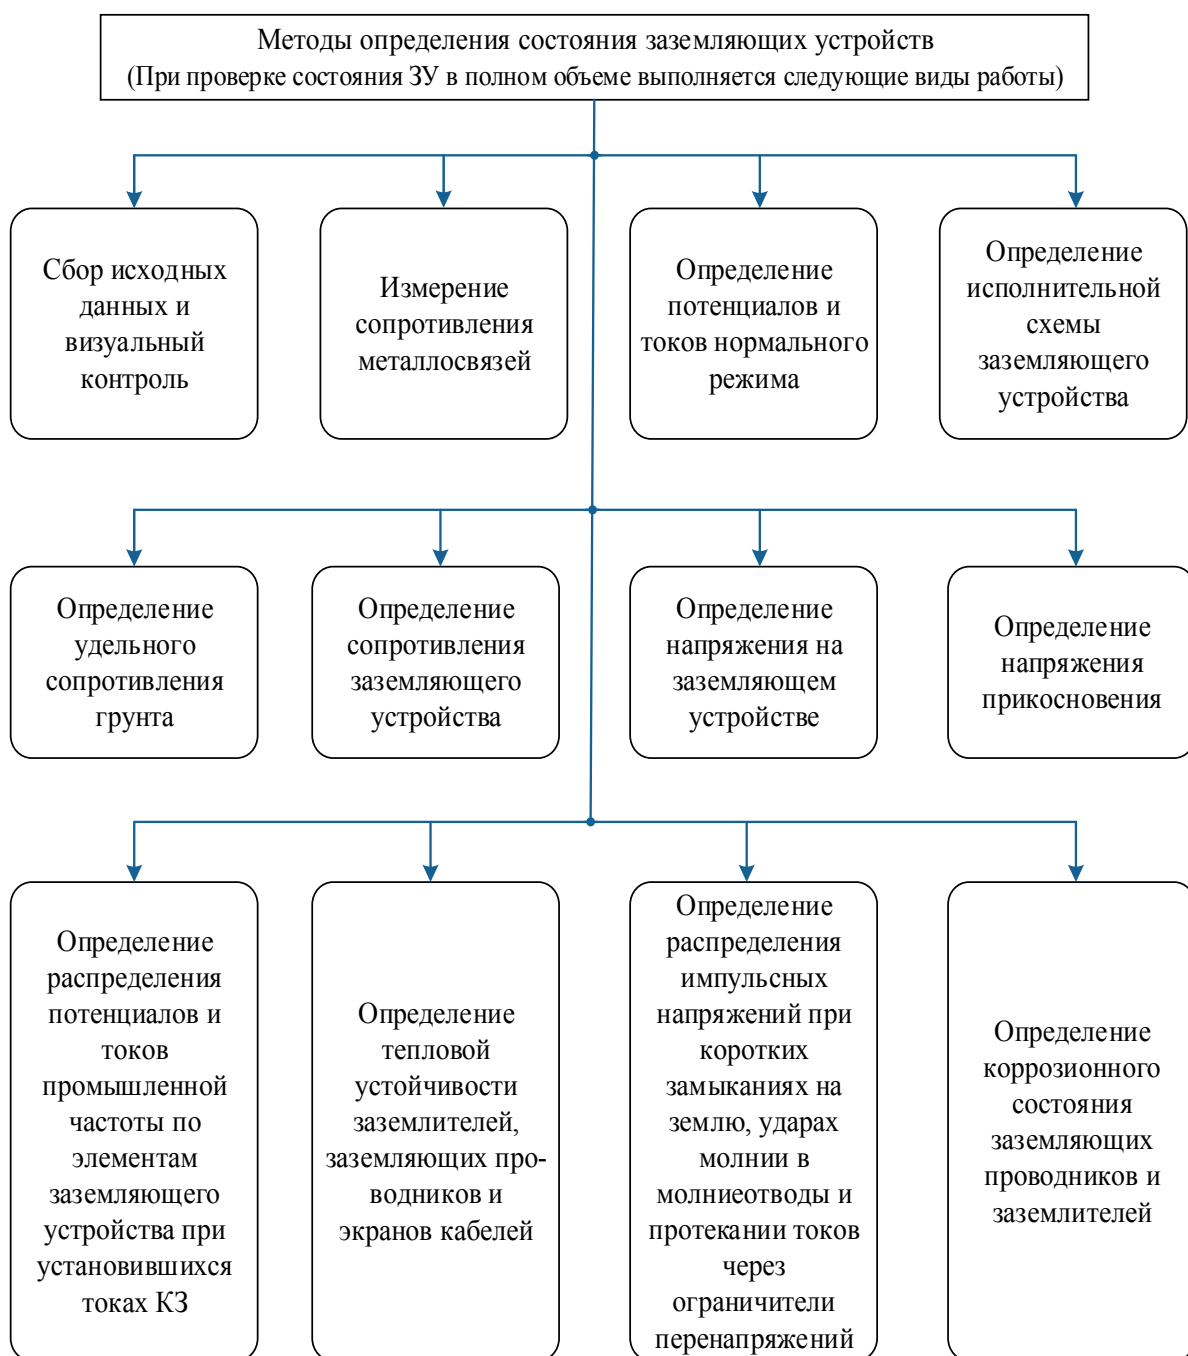 Методы определения состояния заземляющих устройств
(При проверке состояния ЗУ в полном объеме выполняется следующие виды работы)
Сбор исходных
данных и
визуальный
контроль
Измерение
сопротивления
металлосвязей
Определение
потенциалов и
токов нормального
режима
Определение
исполнительной
схемы
заземляющего
устройства
Определение
удельного
сопротивления
грунта
Определение
сопротивления
заземляющего
устройства
Определение
напряжения на
заземляющем
устройстве
Определение
напряжения
прикосновения
Определение
распределения
потенциалов и
токов
промышленной
частоты по
элементам
заземляющего
устройства при
установившихся
токах КЗ
Определение
тепловой
устойчивости
заземлителей,
заземляющих про-
водников и
экранов кабелей
Определение
распределения
импульсных
напряжений при
коротких
замыканиях на
землю, ударах
молнии в
молниеотводы и
протекании токов
через
ограничители
перенапряжений
Определение
коррозионного
состояния
заземляющих
проводников и
заземлителей